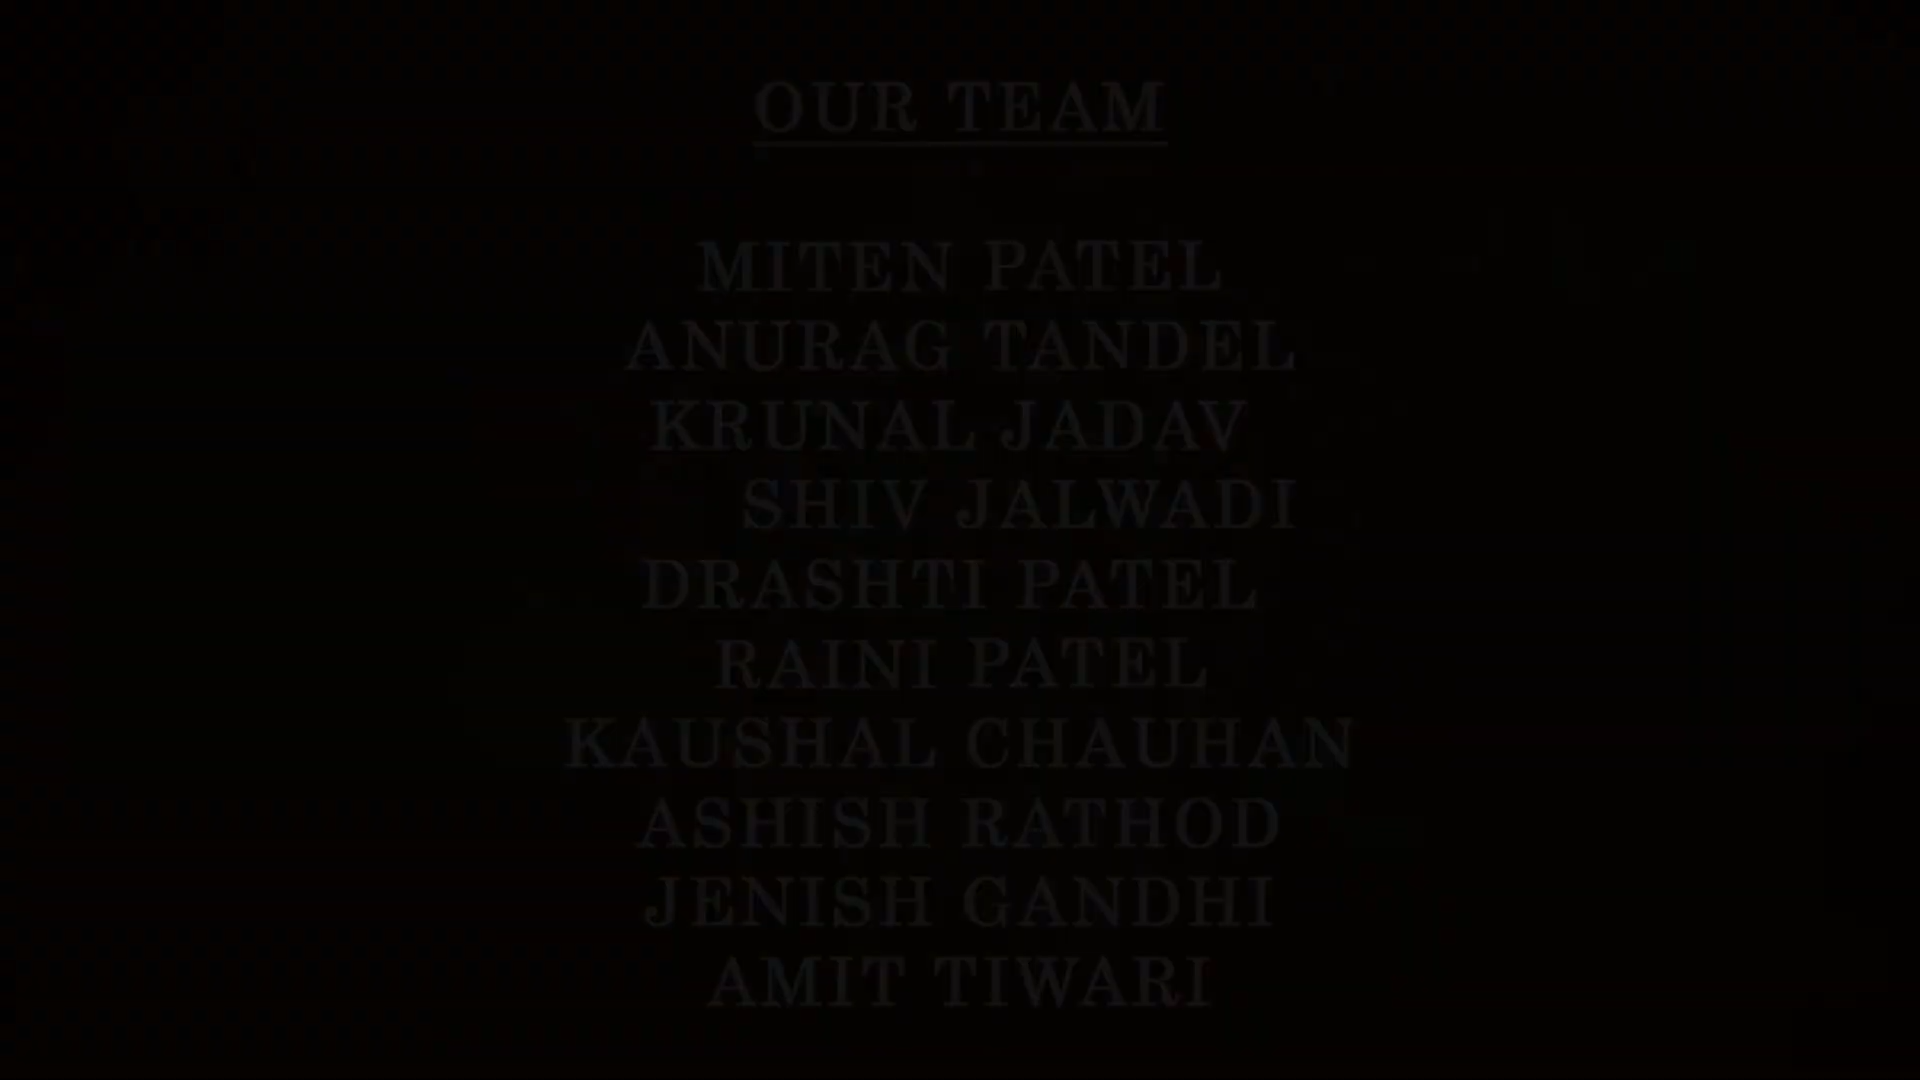 OUR TEAM
MITEN PATEL
ANURAG TANDEL
KRUNAL JADAV
SHIV JALWADI
DRASHTI PATEL
RAINI PATEL
KAUSHAL CHAUHAN
ASHISH RATHOD
JENISH GANDHI
AMIT TIWARI